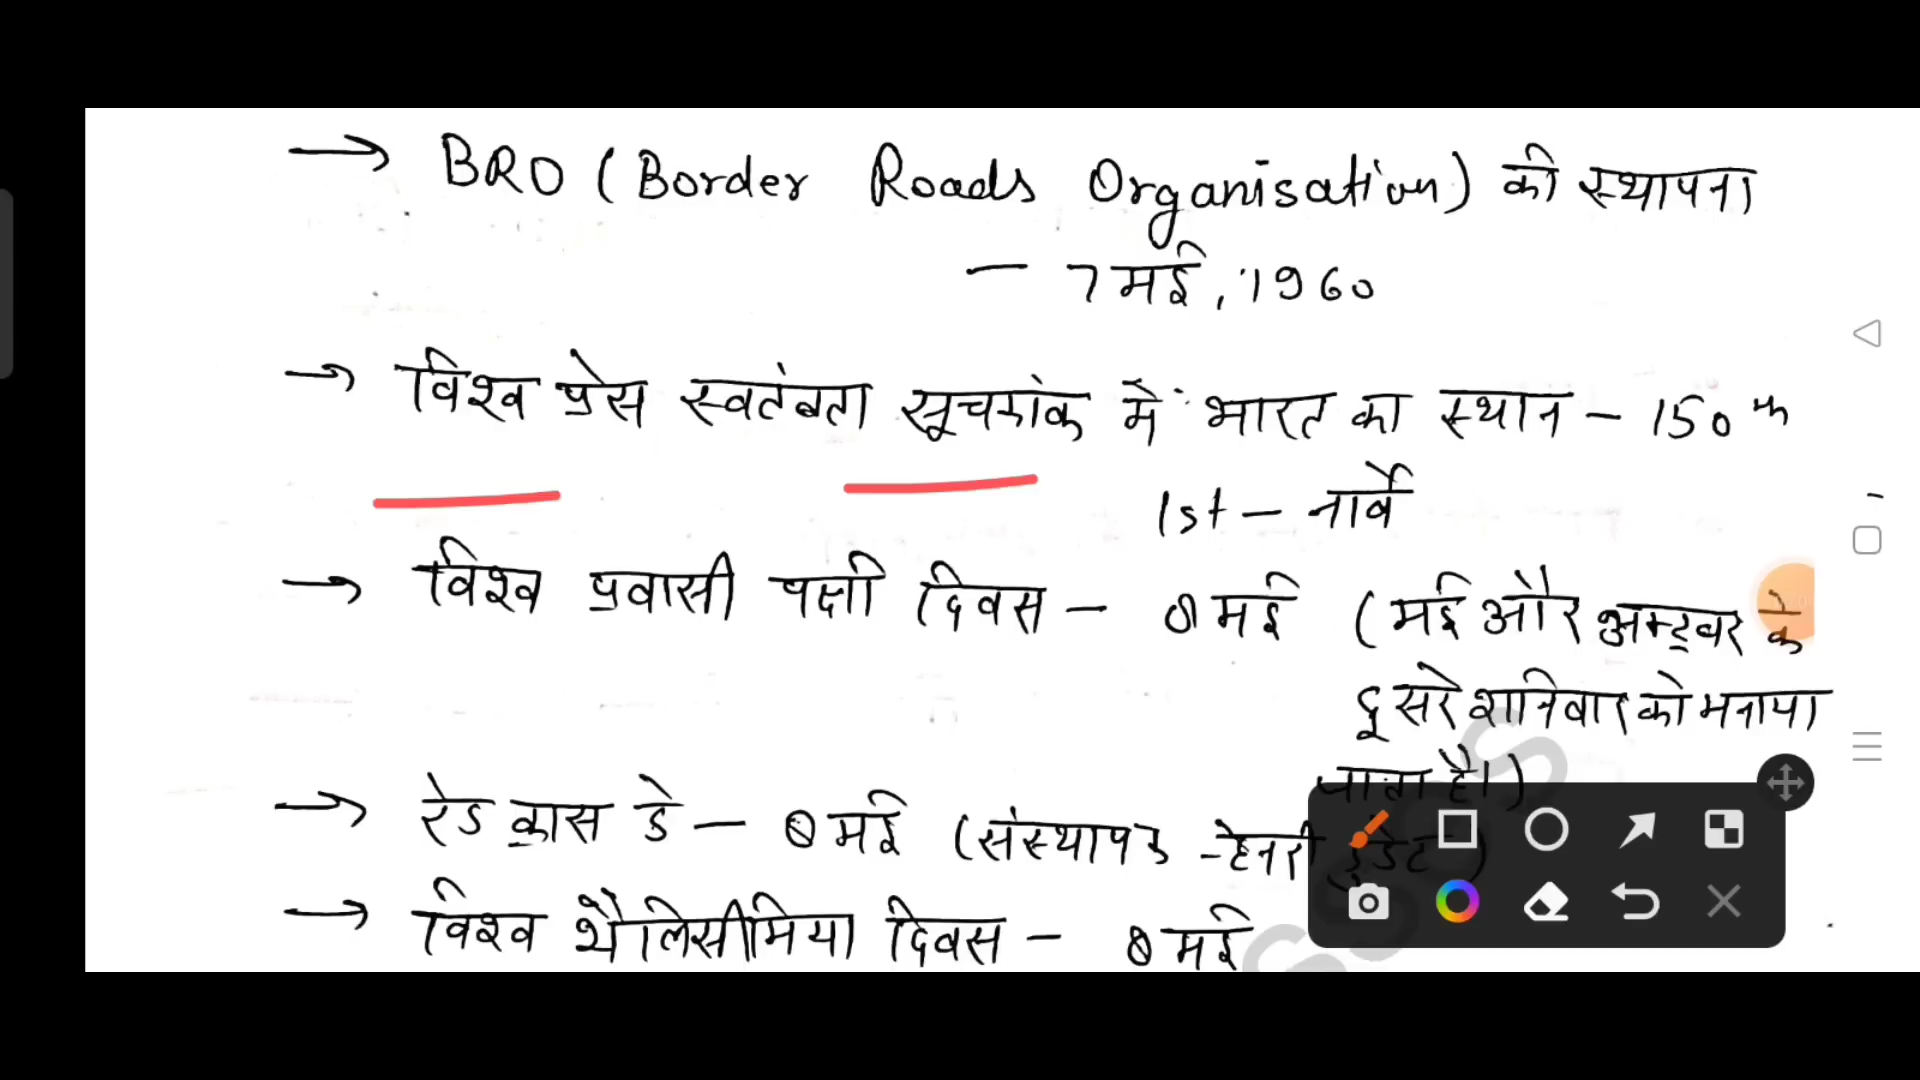 → BRO (Border Roads Organisation) की स्थापना
– 7 मई, 1960
→ विश्व प्रेस स्वतंत्रता सूचकांक में भारत का स्थान – 150th
1st – नार्वे
→ विश्व प्रवासी पक्षी दिवस – 8 मई (मई और अक्टूबर के
दूसरे शनिवार को मनाया
जाता है।)
→ रेड क्रास डे – 8 मई (संस्थापक - हेनरी डुडेंट)
→ विश्व थैलिसीमिया दिवस – 8 मई